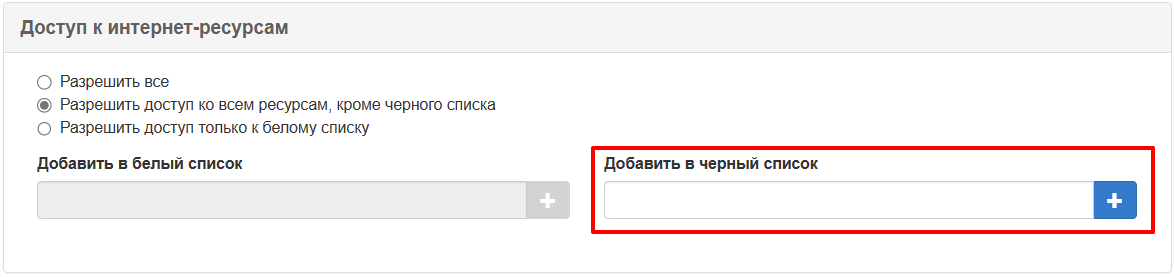 Доступ к интернет-ресурсам
Разрешить все
Разрешить доступ ко всем ресурсам, кроме черного списка
Разрешить доступ только к белому списку
Добавить в белый список
Добавить в черный список